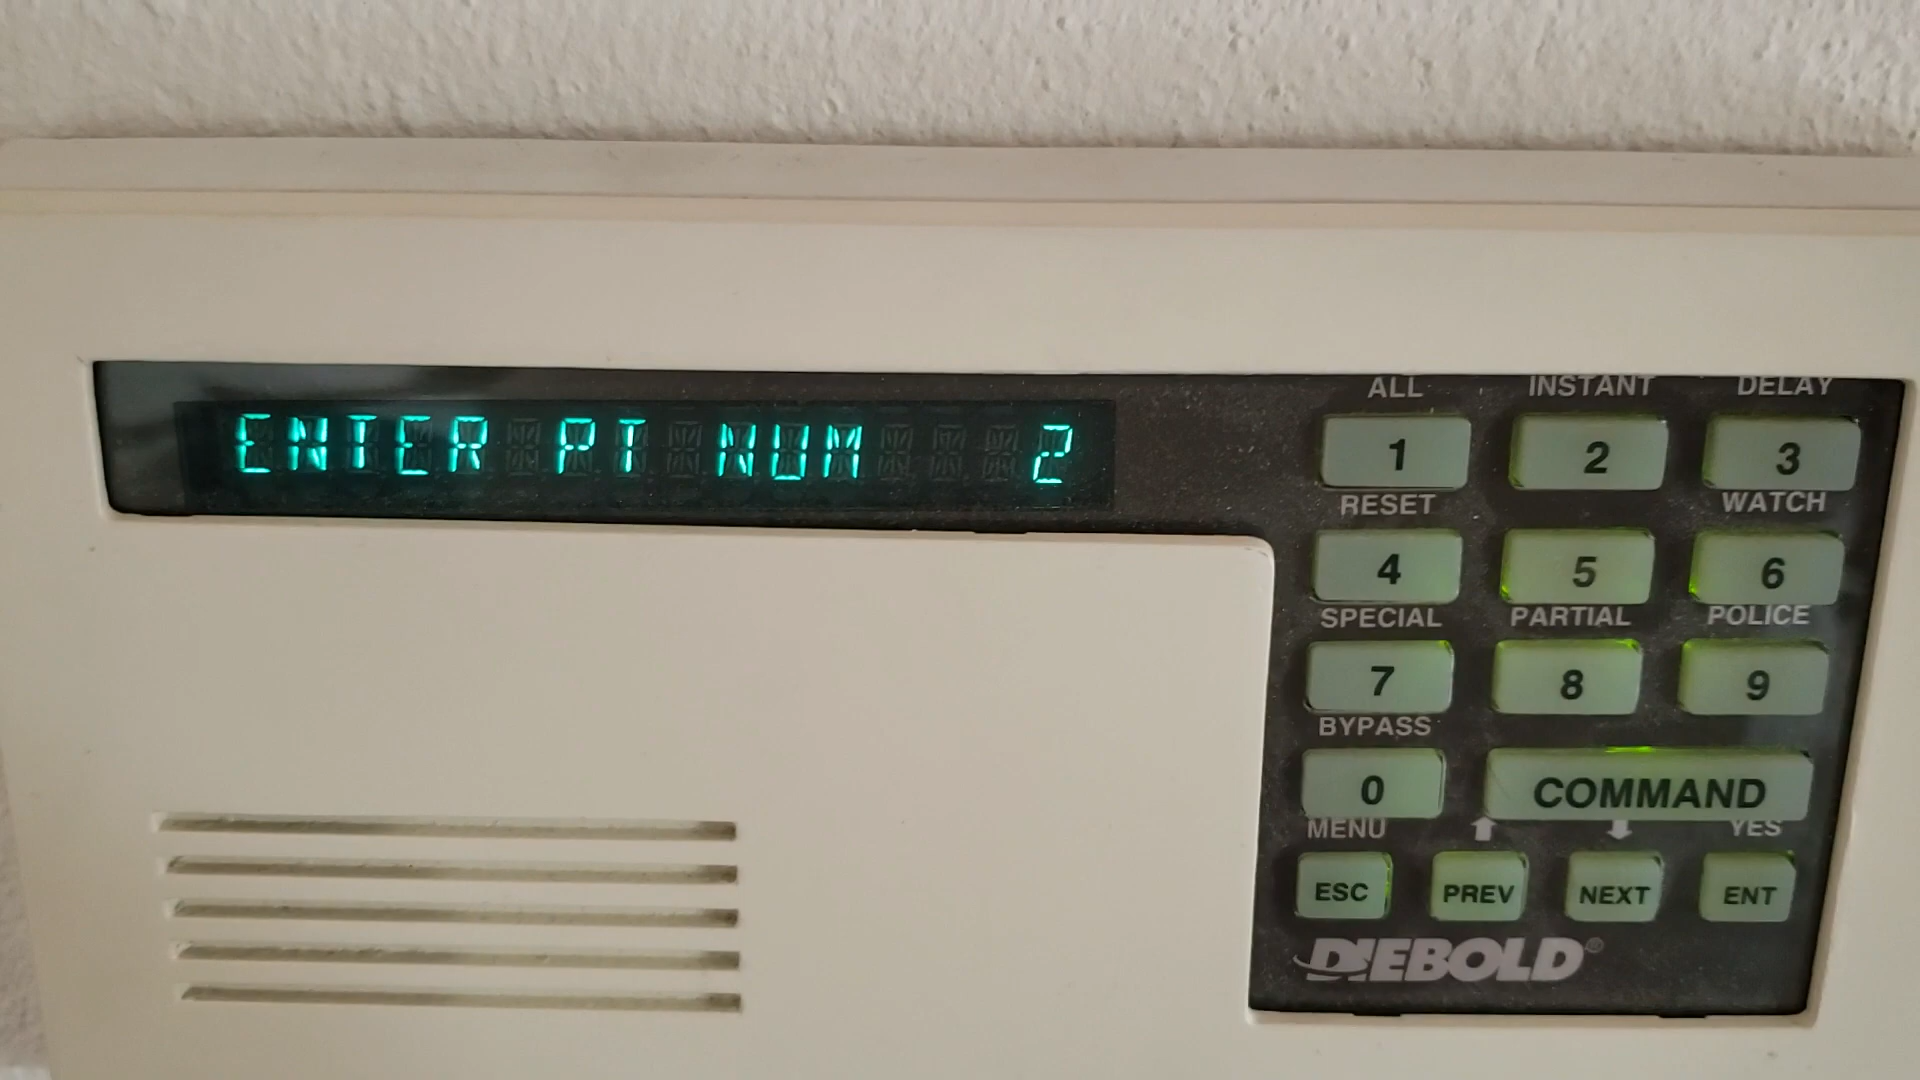 ENTER PT NUM 2
ALL INSTANT DELAY
1 2 3
RESET WATCH
4 5 6
SPECIAL PARTIAL POLICE
7 8 9
BYPASS
0 COMMAND
MENU YES
ESC PREV NEXT ENT
DIEBOLD®